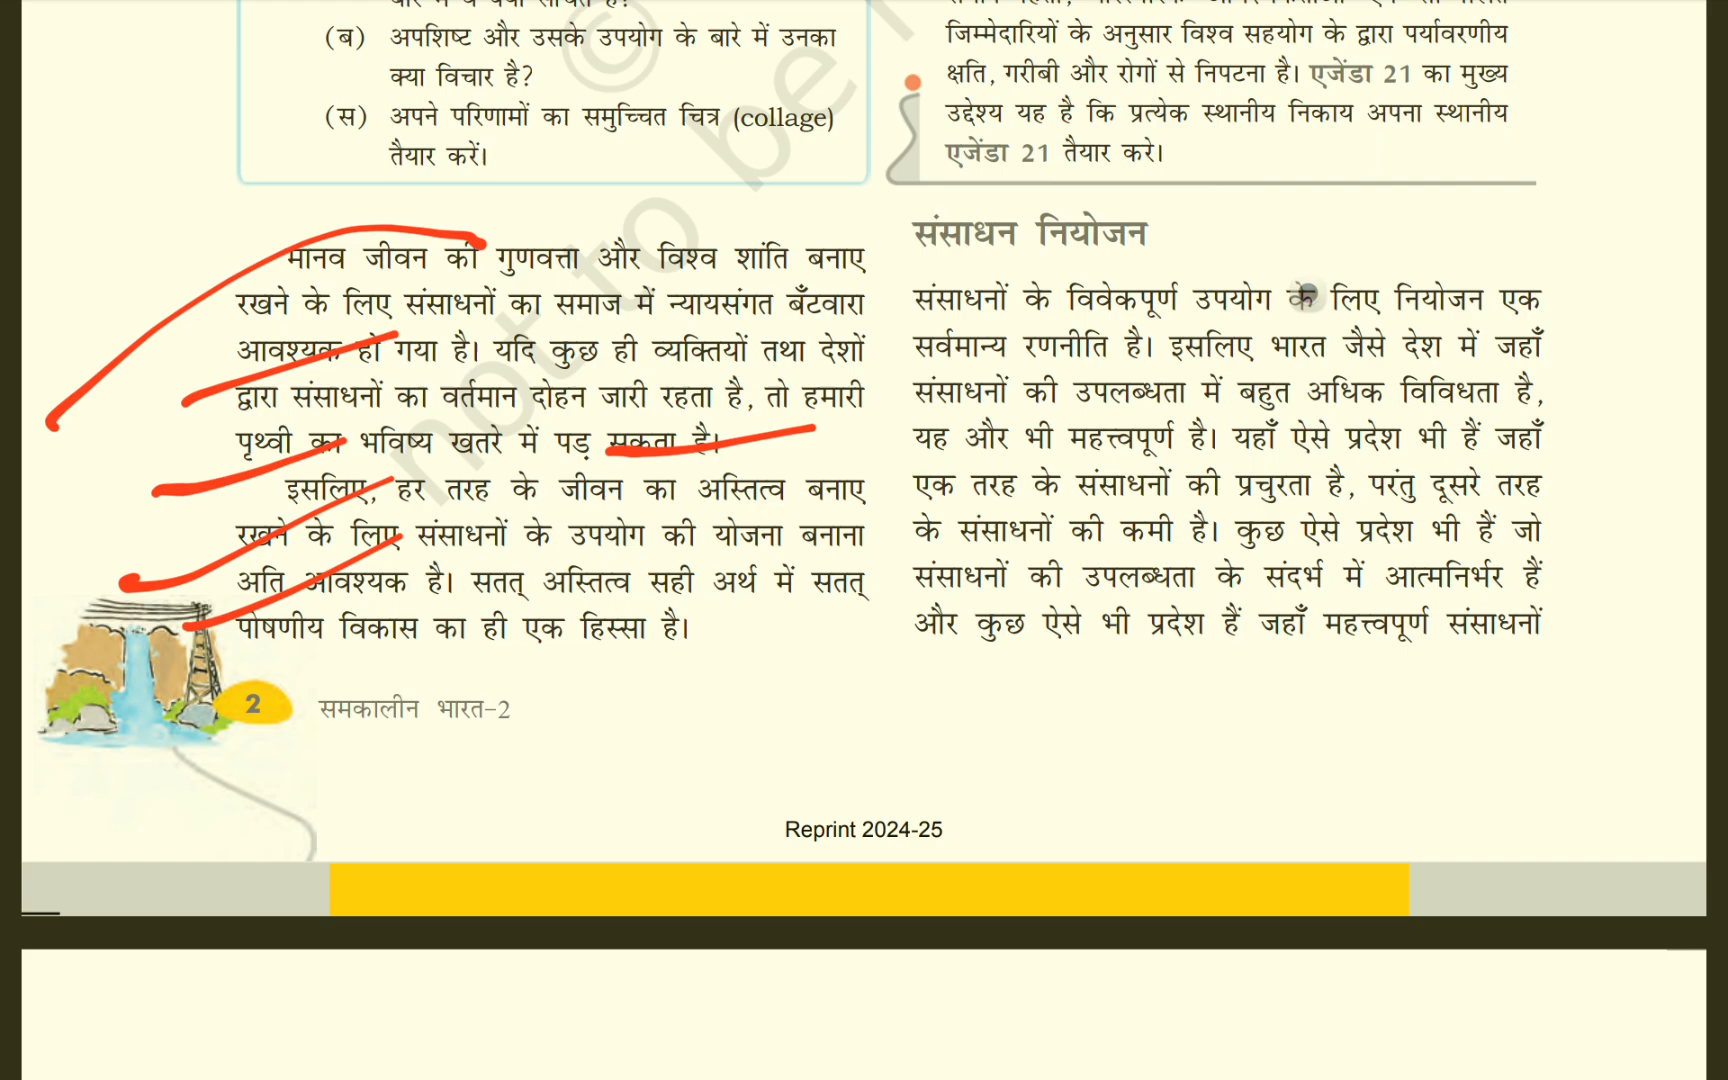 (ब) अपशिष्ट और उसके उपयोग के बारे में उनका
क्या विचार है?
(स) अपने परिणामों का समुच्चित चित्र (collage)
तैयार करें।
मानव जीवन की गुणवत्ता और विश्व शांति बनाए
रखने के लिए संसाधनों का समाज में न्यायसंगत बँटवारा
आवश्यक हो गया है। यदि कुछ ही व्यक्तियों तथा देशों
द्वारा संसाधनों का वर्तमान दोहन जारी रहता है, तो हमारी
पृथ्वी का भविष्य खतरे में पड़ सकता है।
इसलिए, हर तरह के जीवन का अस्तित्व बनाए
रखने के लिए संसाधनों के उपयोग की योजना बनाना
अति आवश्यक है। सतत् अस्तित्व सही अर्थ में सतत्
पोषणीय विकास का ही एक हिस्सा है।
जिम्मेदारियों के अनुसार विश्व सहयोग के द्वारा पर्यावरणीय
क्षति, गरीबी और रोगों से निपटना है। एजेंडा 21 का मुख्य
उद्देश्य यह है कि प्रत्येक स्थानीय निकाय अपना स्थानीय
एजेंडा 21 तैयार करे।
संसाधन नियोजन
संसाधनों के विवेकपूर्ण उपयोग के लिए नियोजन एक
सर्वमान्य रणनीति है। इसलिए भारत जैसे देश में जहाँ
संसाधनों की उपलब्धता में बहुत अधिक विविधता है,
यह और भी महत्त्वपूर्ण है। यहाँ ऐसे प्रदेश भी हैं जहाँ
एक तरह के संसाधनों की प्रचुरता है, परंतु दूसरे तरह
के संसाधनों की कमी है। कुछ ऐसे प्रदेश भी हैं जो
संसाधनों की उपलब्धता के संदर्भ में आत्मनिर्भर हैं
और कुछ ऐसे भी प्रदेश हैं जहाँ महत्त्वपूर्ण संसाधनों
2 समकालीन भारत-2
Reprint 2024-25
© not to be